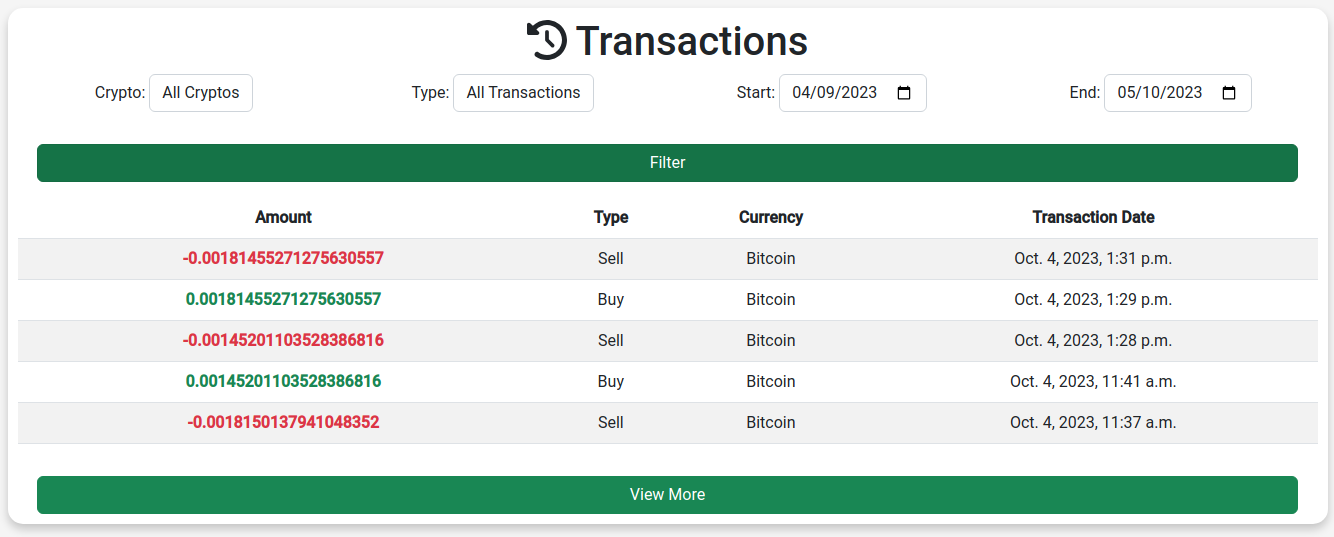 Transactions
Crypto: All Cryptos Type: All Transactions Start: 04/09/2023 End: 05/10/2023
Filter
Amount Type Currency Transaction Date
-0.00181455271275630557 Sell Bitcoin Oct. 4, 2023, 1:31 p.m.
0.00181455271275630557 Buy Bitcoin Oct. 4, 2023, 1:29 p.m.
-0.00145201103528386816 Sell Bitcoin Oct. 4, 2023, 1:28 p.m.
0.00145201103528386816 Buy Bitcoin Oct. 4, 2023, 11:41 a.m.
-0.0018150137941048352 Sell Bitcoin Oct. 4, 2023, 11:37 a.m.
View More